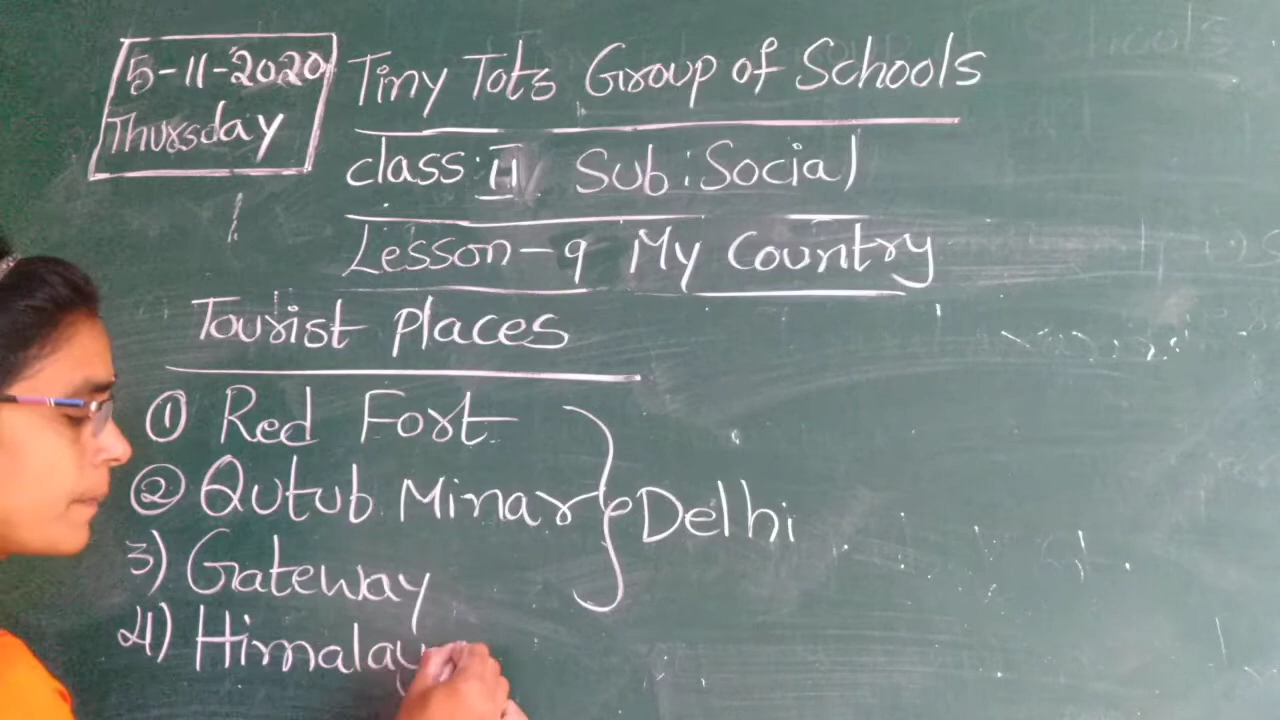 5-11-2020
Thursday
Tiny Tots Group of Schools
class: II Sub: Social
Lesson-9 My Country
Tourist places
① Red Fort
② Qutub Minar
3) Gateway
Delhi
4) Himalay